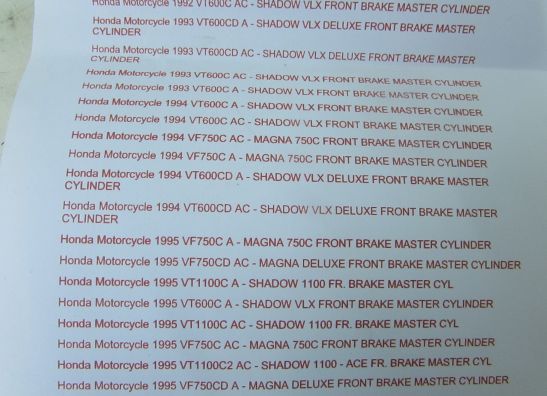 Honda Motorcycle 1992 VT600C AC - SHADOW VLX FRONT BRAKE MASTER CYLINDER
Honda Motorcycle 1993 VT600CD A - SHADOW VLX DELUXE FRONT BRAKE MASTER
CYLINDER
Honda Motorcycle 1993 VT600CD AC - SHADOW VLX DELUXE FRONT BRAKE MASTER
CYLINDER
Honda Motorcycle 1993 VT600C AC - SHADOW VLX FRONT BRAKE MASTER CYLINDER
Honda Motorcycle 1993 VT600C A - SHADOW VLX FRONT BRAKE MASTER CYLINDER
Honda Motorcycle 1994 VT600C A - SHADOW VLX FRONT BRAKE MASTER CYLINDER
Honda Motorcycle 1994 VT600C AC - SHADOW VLX FRONT BRAKE MASTER CYLINDER
Honda Motorcycle 1994 VF750C AC - MAGNA 750C FRONT BRAKE MASTER CYLINDER
Honda Motorcycle 1994 VF750C A - MAGNA 750C FRONT BRAKE MASTER CYLINDER
Honda Motorcycle 1994 VT600CD A - SHADOW VLX DELUXE FRONT BRAKE MASTER
CYLINDER
Honda Motorcycle 1994 VT600CD AC - SHADOW VLX DELUXE FRONT BRAKE MASTER
CYLINDER
Honda Motorcycle 1995 VF750C A - MAGNA 750C FRONT BRAKE MASTER CYLINDER
Honda Motorcycle 1995 VF750CD AC - MAGNA DELUXE FRONT BRAKE MASTER CYLINDER
Honda Motorcycle 1995 VT1100C A - SHADOW 1100 FR. BRAKE MASTER CYL
Honda Motorcycle 1995 VT600C A - SHADOW VLX FRONT BRAKE MASTER CYLINDER
Honda Motorcycle 1995 VT1100C AC - SHADOW 1100 FR. BRAKE MASTER CYL
Honda Motorcycle 1995 VF750C AC - MAGNA 750C FRONT BRAKE MASTER CYLINDER
Honda Motorcycle 1995 VT1100C2 AC - SHADOW 1100 - ACE FR. BRAKE MASTER CYL
Honda Motorcycle 1995 VF750CD A - MAGNA DELUXE FRONT BRAKE MASTER CYLINDER